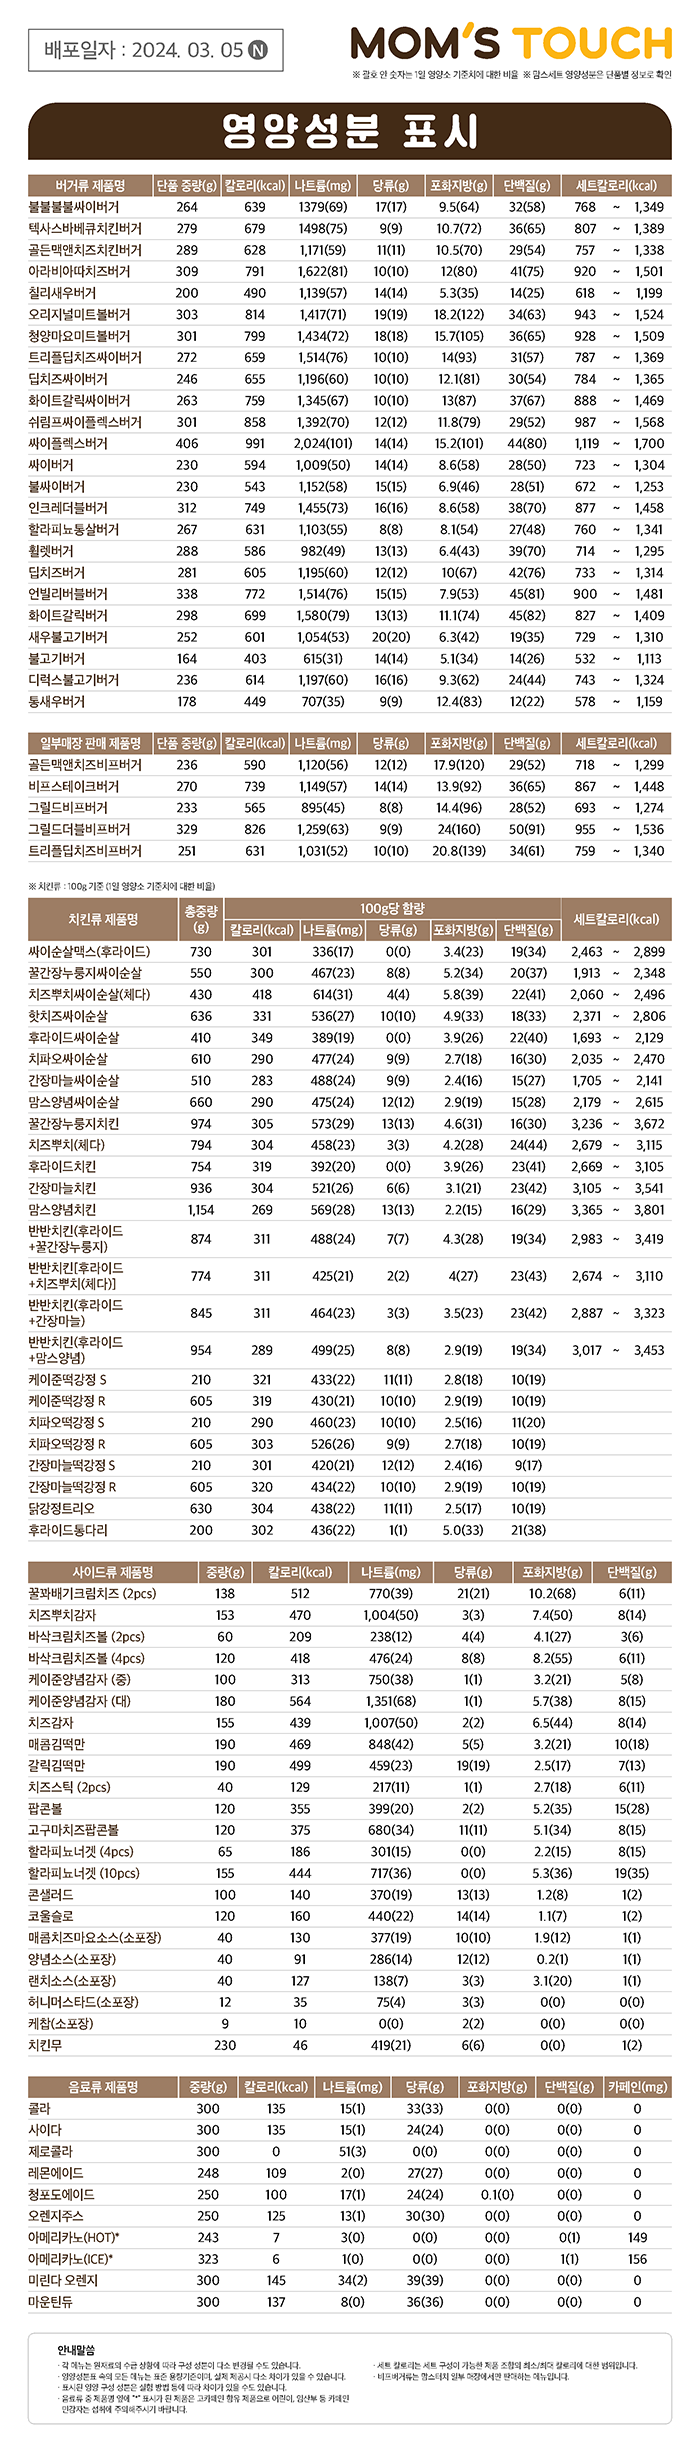 배포일자 : 2024. 03. 05 N
MOM'S TOUCH
※ 괄호 안 숫자는 1일 영양소 기준치에 대한 비율 ※ 맘스세트 영양성분은 단품별 정보로 확인
영양성분 표시
버거류 제품명 단품 중량(g) 칼로리(kcal) 나트륨(mg) 당류(g) 포화지방(g) 단백질(g) 세트칼로리(kcal)
불불불불싸이버거 264 639 1379(69) 17(17) 9.5(64) 32(58) 768 ~ 1,349
텍사스바베큐치킨버거 279 679 1498(75) 9(9) 10.7(72) 36(65) 807 ~ 1,389
골든맥앤치즈치킨버거 289 628 1,171(59) 11(11) 10.5(70) 29(54) 757 ~ 1,338
아라비아따치즈버거 309 791 1,622(81) 10(10) 12(80) 41(75) 920 ~ 1,501
칠리새우버거 200 490 1,139(57) 14(14) 5.3(35) 14(25) 618 ~ 1,199
오리지널미트볼버거 303 814 1,417(71) 19(19) 18.2(122) 34(63) 943 ~ 1,524
청양마요미트볼버거 301 799 1,434(72) 18(18) 15.7(105) 36(65) 928 ~ 1,509
트리플딥치즈싸이버거 272 659 1,514(76) 10(10) 14(93) 31(57) 787 ~ 1,369
딥치즈싸이버거 246 655 1,196(60) 10(10) 12.1(81) 30(54) 784 ~ 1,365
화이트갈릭싸이버거 263 759 1,345(67) 10(10) 13(87) 37(67) 888 ~ 1,469
쉬림프싸이플렉스버거 301 858 1,392(70) 12(12) 11.8(79) 29(52) 987 ~ 1,568
싸이플렉스버거 406 991 2,024(101) 14(14) 15.2(101) 44(80) 1,119 ~ 1,700
싸이버거 230 594 1,009(50) 14(14) 8.6(58) 28(50) 723 ~ 1,304
불싸이버거 230 543 1,152(58) 15(15) 6.9(46) 28(51) 672 ~ 1,253
인크레더블버거 312 749 1,455(73) 16(16) 8.6(58) 38(70) 877 ~ 1,458
할라피뇨통살버거 267 631 1,103(55) 8(8) 8.1(54) 27(48) 760 ~ 1,341
휠렛버거 288 586 982(49) 13(13) 6.4(43) 39(70) 714 ~ 1,295
딥치즈버거 281 605 1,195(60) 12(12) 10(67) 42(76) 733 ~ 1,314
언빌리버블버거 338 772 1,514(76) 15(15) 7.9(53) 45(81) 900 ~ 1,481
화이트갈릭버거 298 699 1,580(79) 13(13) 11.1(74) 45(82) 827 ~ 1,409
새우불고기버거 252 601 1,054(53) 20(20) 6.3(42) 19(35) 729 ~ 1,310
불고기버거 164 403 615(31) 14(14) 5.1(34) 14(26) 532 ~ 1,113
디럭스불고기버거 236 614 1,197(60) 16(16) 9.3(62) 24(44) 743 ~ 1,324
통새우버거 178 449 707(35) 9(9) 12.4(83) 12(22) 578 ~ 1,159
일부매장 판매 제품명 단품 중량(g) 칼로리(kcal) 나트륨(mg) 당류(g) 포화지방(g) 단백질(g) 세트칼로리(kcal)
골든맥앤치즈비프버거 236 590 1,120(56) 12(12) 17.9(120) 29(52) 718 ~ 1,299
비프스테이크버거 270 739 1,149(57) 14(14) 13.9(92) 36(65) 867 ~ 1,448
그릴드비프버거 233 565 895(45) 8(8) 14.4(96) 28(52) 693 ~ 1,274
그릴드더블비프버거 329 826 1,259(63) 9(9) 24(160) 50(91) 955 ~ 1,536
트리플딥치즈비프버거 251 631 1,031(52) 10(10) 20.8(139) 34(61) 759 ~ 1,340
※ 치킨류 : 100g 기준 (1일 영양소 기준치에 대한 비율)
치킨류 제품명 총중량(g) 100g당 함량 세트칼로리(kcal)
칼로리(kcal) 나트륨(mg) 당류(g) 포화지방(g) 단백질(g)
싸이순살맥스(후라이드) 730 301 336(17) 0(0) 3.4(23) 19(34) 2,463 ~ 2,899
꿀간장누룽지싸이순살 550 300 467(23) 8(8) 5.2(34) 20(37) 1,913 ~ 2,348
치즈뿌치싸이순살(체다) 430 418 614(31) 4(4) 5.8(39) 22(41) 2,060 ~ 2,496
핫치즈싸이순살 636 331 536(27) 10(10) 4.9(33) 18(33) 2,371 ~ 2,806
후라이드싸이순살 410 349 389(19) 0(0) 3.9(26) 22(40) 1,693 ~ 2,129
치파오싸이순살 610 290 477(24) 9(9) 2.7(18) 16(30) 2,035 ~ 2,470
간장마늘싸이순살 510 283 488(24) 9(9) 2.4(16) 15(27) 1,705 ~ 2,141
맘스양념싸이순살 660 290 475(24) 12(12) 2.9(19) 15(28) 2,179 ~ 2,615
꿀간장누룽지치킨 974 305 573(29) 13(13) 4.6(31) 16(30) 3,236 ~ 3,672
치즈뿌치(체다) 794 304 458(23) 3(3) 4.2(28) 24(44) 2,679 ~ 3,115
후라이드치킨 754 319 392(20) 0(0) 3.9(26) 23(41) 2,669 ~ 3,105
간장마늘치킨 936 304 521(26) 6(6) 3.1(21) 23(42) 3,105 ~ 3,541
맘스양념치킨 1,154 269 569(28) 13(13) 2.2(15) 16(29) 3,365 ~ 3,801
반반치킨(후라이드
+꿀간장누룽지) 874 311 488(24) 7(7) 4.3(28) 19(34) 2,983 ~ 3,419
반반치킨[후라이드
+치즈뿌치(체다)] 774 311 425(21) 2(2) 4(27) 23(43) 2,674 ~ 3,110
반반치킨(후라이드
+간장마늘) 845 311 464(23) 3(3) 3.5(23) 23(42) 2,887 ~ 3,323
반반치킨(후라이드
+맘스양념) 954 289 499(25) 8(8) 2.9(19) 19(34) 3,017 ~ 3,453
케이준떡강정 S 210 321 433(22) 11(11) 2.8(18) 10(19)
케이준떡강정 R 605 319 430(21) 10(10) 2.9(19) 10(19)
치파오떡강정 S 210 290 460(23) 10(10) 2.5(16) 11(20)
치파오떡강정 R 605 303 526(26) 9(9) 2.7(18) 10(19)
간장마늘떡강정 S 210 301 420(21) 12(12) 2.4(16) 9(17)
간장마늘떡강정 R 605 320 434(22) 10(10) 2.9(19) 10(19)
닭강정트리오 630 304 438(22) 11(11) 2.5(17) 10(19)
후라이드통다리 200 302 436(22) 1(1) 5.0(33) 21(38)
사이드류 제품명 중량(g) 칼로리(kcal) 나트륨(mg) 당류(g) 포화지방(g) 단백질(g)
꿀꽈배기크림치즈 (2pcs) 138 512 770(39) 21(21) 10.2(68) 6(11)
치즈뿌치감자 153 470 1,004(50) 3(3) 7.4(50) 8(14)
바삭크림치즈볼 (2pcs) 60 209 238(12) 4(4) 4.1(27) 3(6)
바삭크림치즈볼 (4pcs) 120 418 476(24) 8(8) 8.2(55) 6(11)
케이준양념감자 (중) 100 313 750(38) 1(1) 3.2(21) 5(8)
케이준양념감자 (대) 180 564 1,351(68) 1(1) 5.7(38) 8(15)
치즈감자 155 439 1,007(50) 2(2) 6.5(44) 8(14)
매콤김떡만 190 469 848(42) 5(5) 3.2(21) 10(18)
갈릭김떡만 190 499 459(23) 19(19) 2.5(17) 7(13)
치즈스틱 (2pcs) 40 129 217(11) 1(1) 2.7(18) 6(11)
팝콘볼 120 355 399(20) 2(2) 5.2(35) 15(28)
고구마치즈팝콘볼 120 375 680(34) 11(11) 5.1(34) 8(15)
할라피뇨너겟 (4pcs) 65 186 301(15) 0(0) 2.2(15) 8(15)
할라피뇨너겟 (10pcs) 155 444 717(36) 0(0) 5.3(36) 19(35)
콘샐러드 100 140 370(19) 13(13) 1.2(8) 1(2)
코울슬로 120 160 440(22) 14(14) 1.1(7) 1(2)
매콤치즈마요소스(소포장) 40 130 377(19) 10(10) 1.9(12) 1(1)
양념소스(소포장) 40 91 286(14) 12(12) 0.2(1) 1(1)
랜치소스(소포장) 40 127 138(7) 3(3) 3.1(20) 1(1)
허니머스타드(소포장) 12 35 75(4) 3(3) 0(0) 0(0)
케찹(소포장) 9 10 0(0) 2(2) 0(0) 0(0)
치킨무 230 46 419(21) 6(6) 0(0) 1(2)
음료류 제품명 중량(g) 칼로리(kcal) 나트륨(mg) 당류(g) 포화지방(g) 단백질(g) 카페인(mg)
콜라 300 135 15(1) 33(33) 0(0) 0(0) 0
사이다 300 135 15(1) 24(24) 0(0) 0(0) 0
제로콜라 300 0 51(3) 0(0) 0(0) 0(0) 0
레몬에이드 248 109 2(0) 27(27) 0(0) 0(0) 0
청포도에이드 250 100 17(1) 24(24) 0.1(0) 0(0) 0
오렌지주스 250 125 13(1) 30(30) 0(0) 0(0) 0
아메리카노(HOT)* 243 7 3(0) 0(0) 0(0) 0(1) 149
아메리카노(ICE)* 323 6 1(0) 0(0) 0(0) 1(1) 156
미린다 오렌지 300 145 34(2) 39(39) 0(0) 0(0) 0
마운틴듀 300 137 8(0) 36(36) 0(0) 0(0) 0
안내말씀
· 각 메뉴는 원재료의 수급 상황에 따라 구성 성분이 다소 변경될 수도 있습니다.
· 영양성분표 속의 모든 메뉴는 표준 용량기준이며, 실제 제공시 다소 차이가 있을 수 있습니다.
· 표시된 영양 구성 성분은 실험 방법 등에 따라 차이가 있을 수도 있습니다.
· 음료류 중 제품명 옆에 "*" 표시가 된 제품은 고카페인 함유 제품으로 어린이, 임산부 등 카페인
민감자는 섭취에 주의해주시기 바랍니다.
· 세트 칼로리는 세트 구성이 가능한 제품 조합의 최소/최대 칼로리에 대한 범위입니다.
· 비프버거류는 맘스터치 일부 매장에서만 판매하는 메뉴입니다.